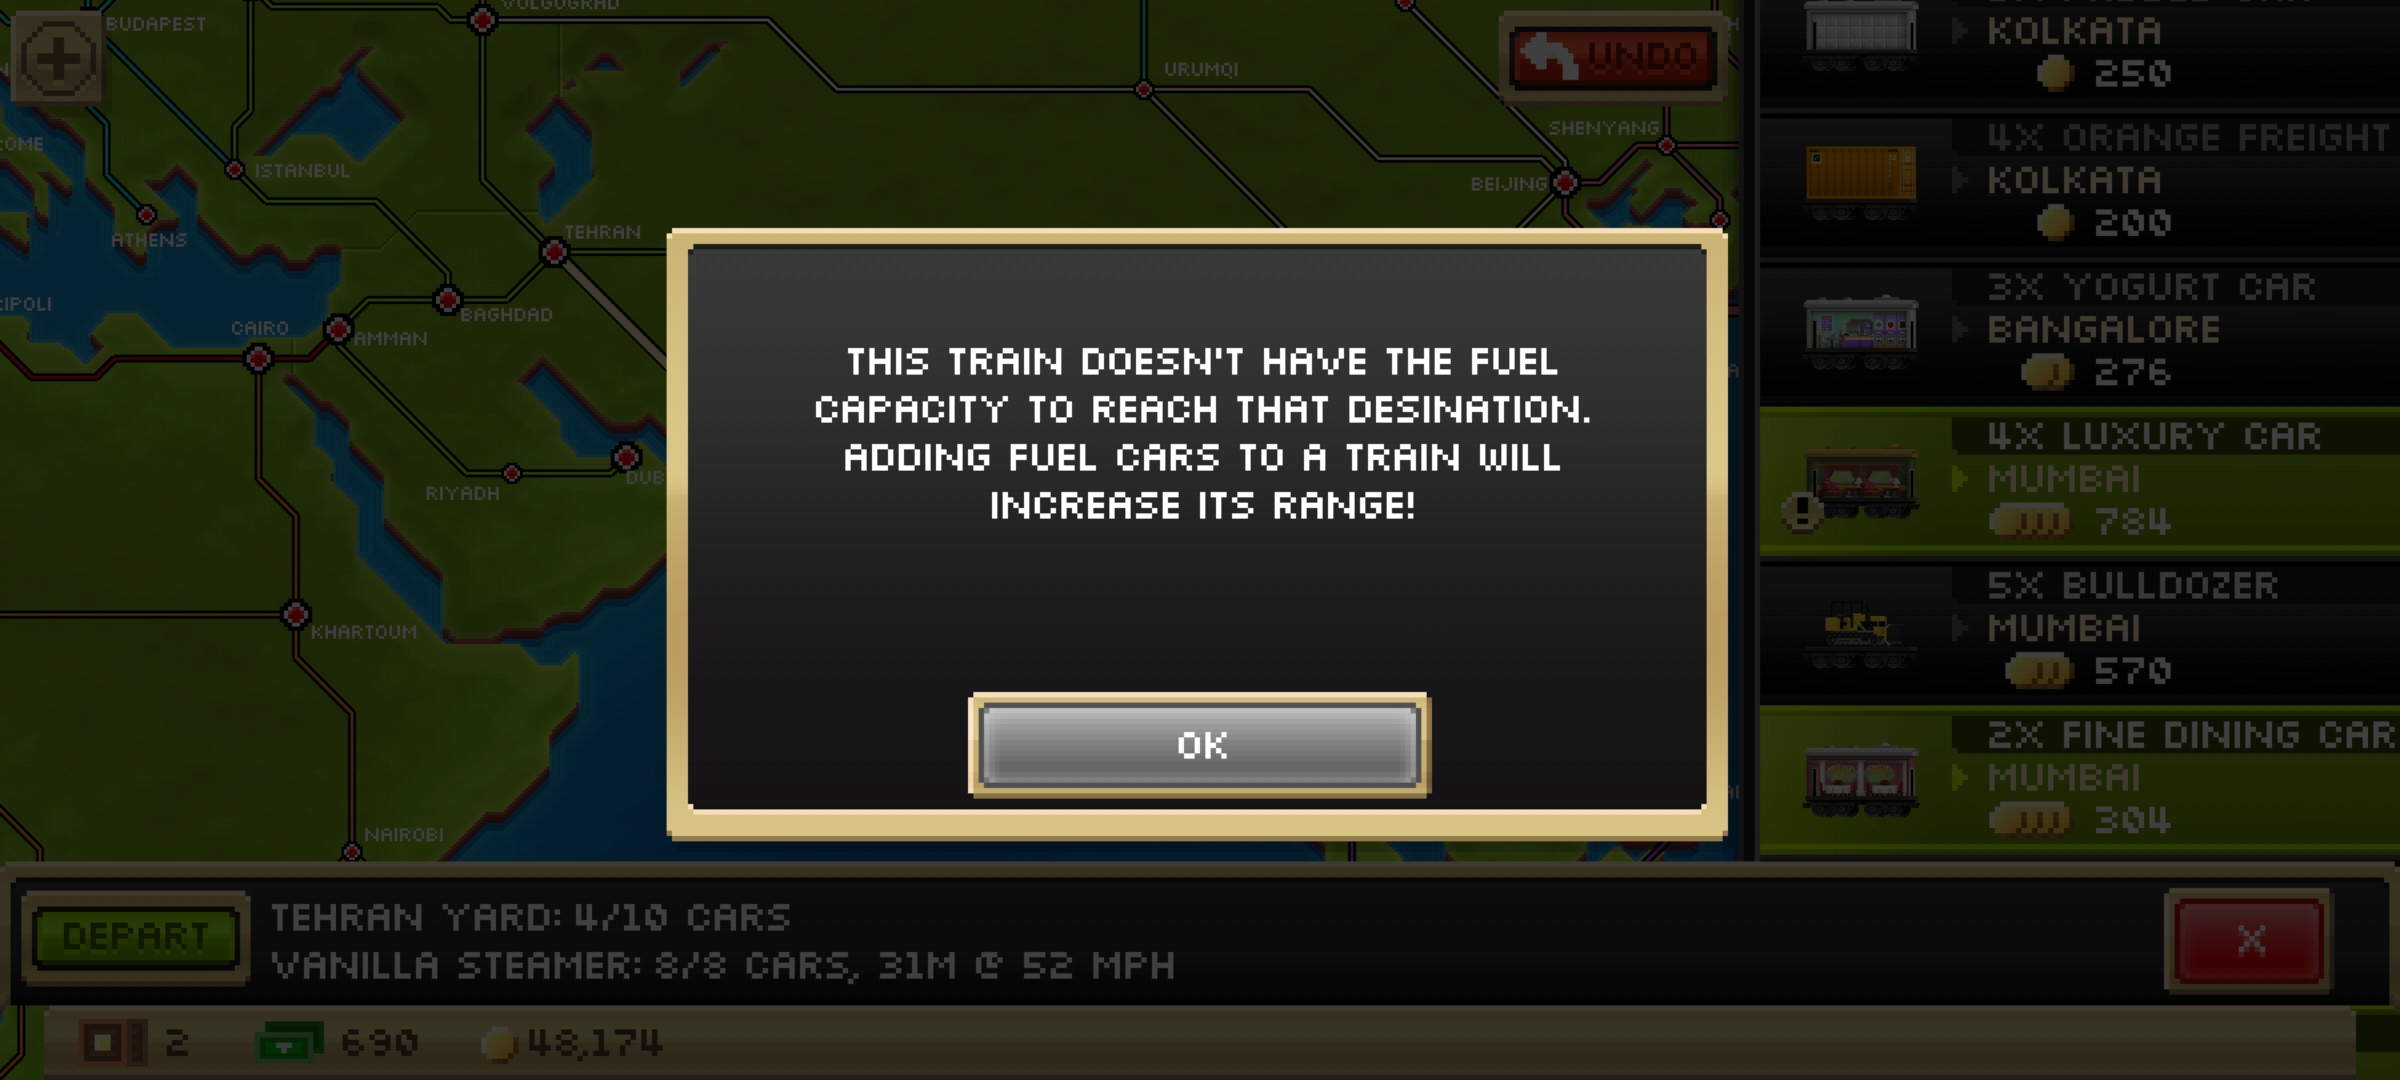 VOLGOGRAD
BUDAPEST
URUMQI
UNDO
SHENYANG
ISTANBUL
BEIJING
ATHENS
TEHRAN
CAIRO
BAGHDAD
AMMAN
RIYADH
KHARTOUM
NAIROBI
THIS TRAIN DOESN'T HAVE THE FUEL
CAPACITY TO REACH THAT DESINATION.
ADDING FUEL CARS TO A TRAIN WILL
INCREASE ITS RANGE!
OK
KOLKATA
250
4X ORANGE FREIGHT
KOLKATA
200
3X YOGURT CAR
BANGALORE
276
4X LUXURY CAR
MUMBAI
784
5X BULLDOZER
MUMBAI
570
2X FINE DINING CAR
MUMBAI
304
DEPART
TEHRAN YARD: 4/10 CARS
VANILLA STEAMER: 8/8 CARS, 31M @ 52 MPH
X
2
690
48,174